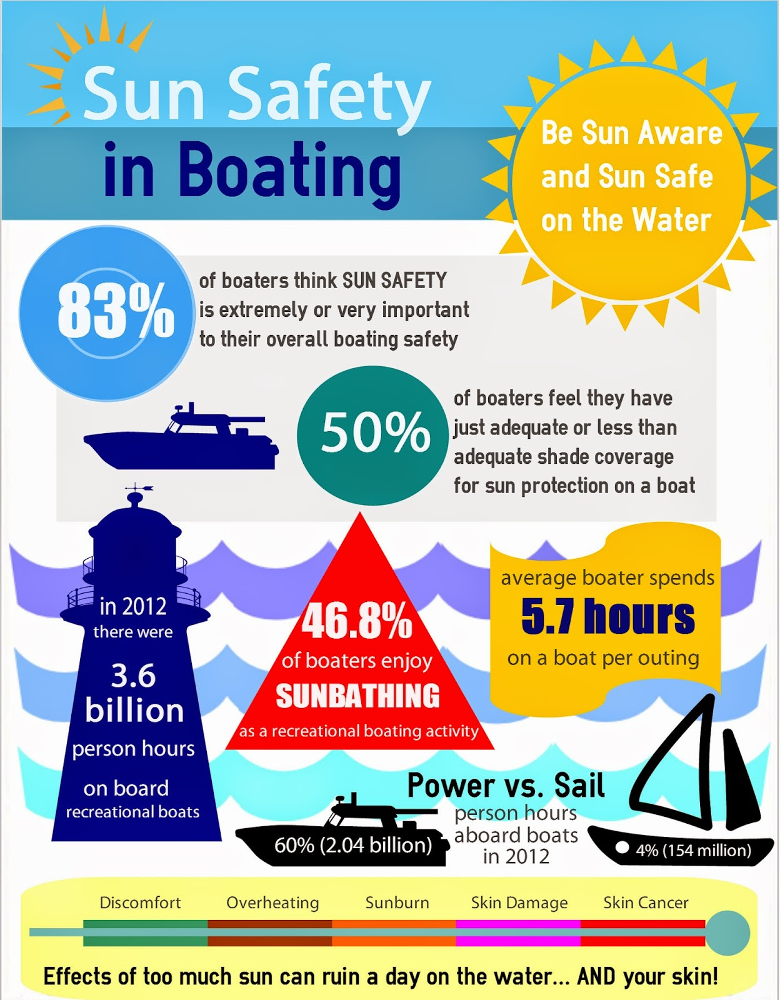 Sun Safety
in Boating
Be Sun Aware
and Sun Safe
on the Water
83%
of boaters think SUN SAFETY
is extremely or very important
to their overall boating safety
50%
of boaters feel they have
just adequate or less than
adequate shade coverage
for sun protection on a boat
in 2012
there were
3.6
billion
person hours
on board
recreational boats
46.8%
of boaters enjoy
SUNBATHING
as a recreational boating activity
average boater spends
5.7 hours
on a boat per outing
Power vs. Sail
person hours
aboard boats
in 2012
60% (2.04 billion)
4% (154 million)
Discomfort
Overheating
Sunburn
Skin Damage
Skin Cancer
Effects of too much sun can ruin a day on the water... AND your skin!